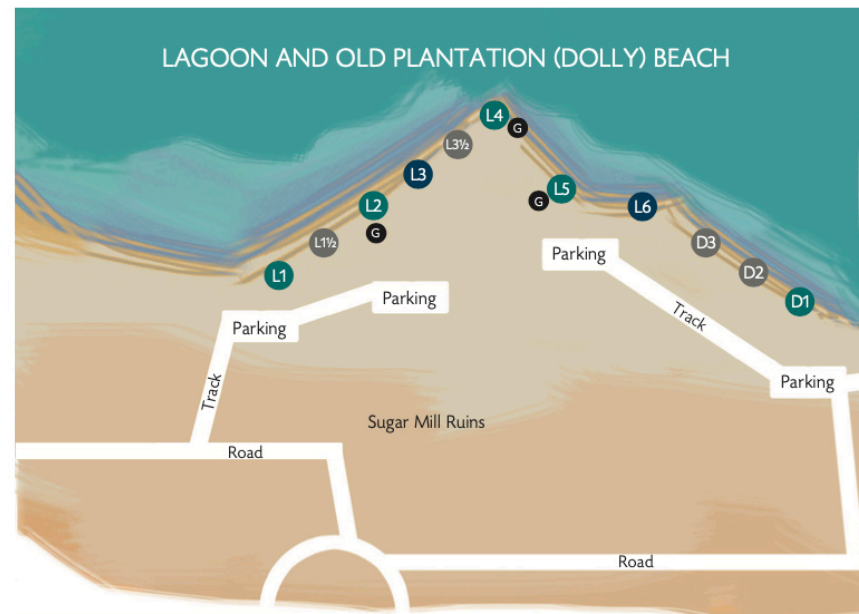 LAGOON AND OLD PLANTATION (DOLLY) BEACH
L4
G
L3½
L3
L5
G
L2
L6
G
L1½
D3
L1
D2
D1
Parking
Parking
Parking
Track
Parking
Track
Sugar Mill Ruins
Road
Road